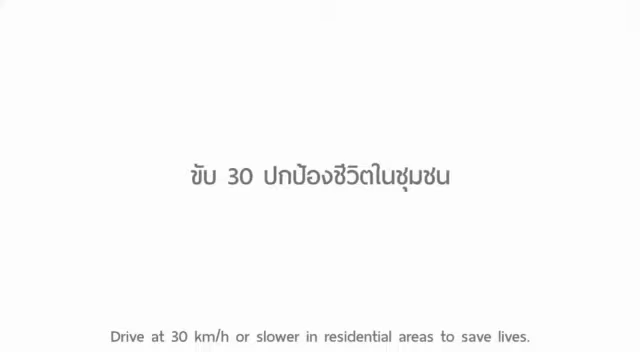 ขับ 30 ปกป้องชีวิตในชุมชน
Drive at 30 km/h or slower in residential areas to save lives.